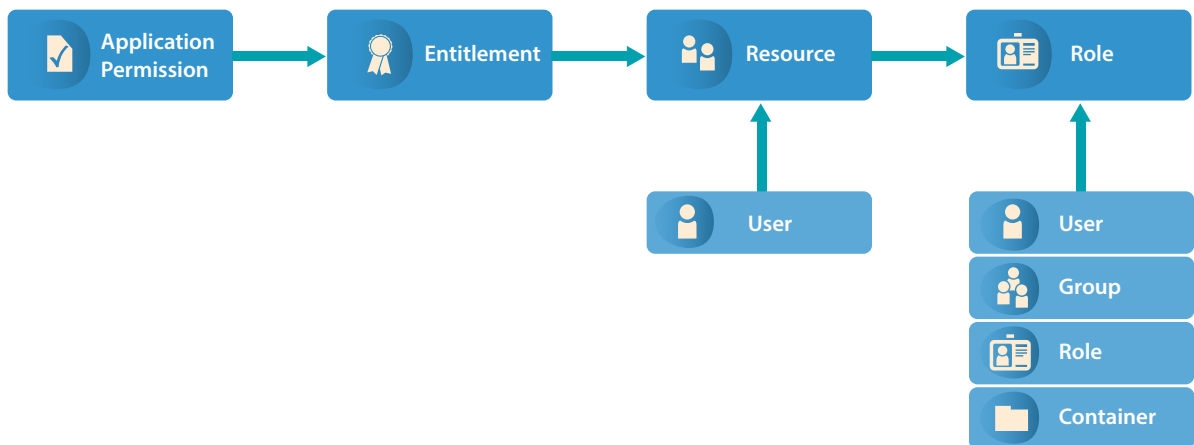 Application
Permission
Entitlement
Resource
Role
User
User
Group
Role
Container